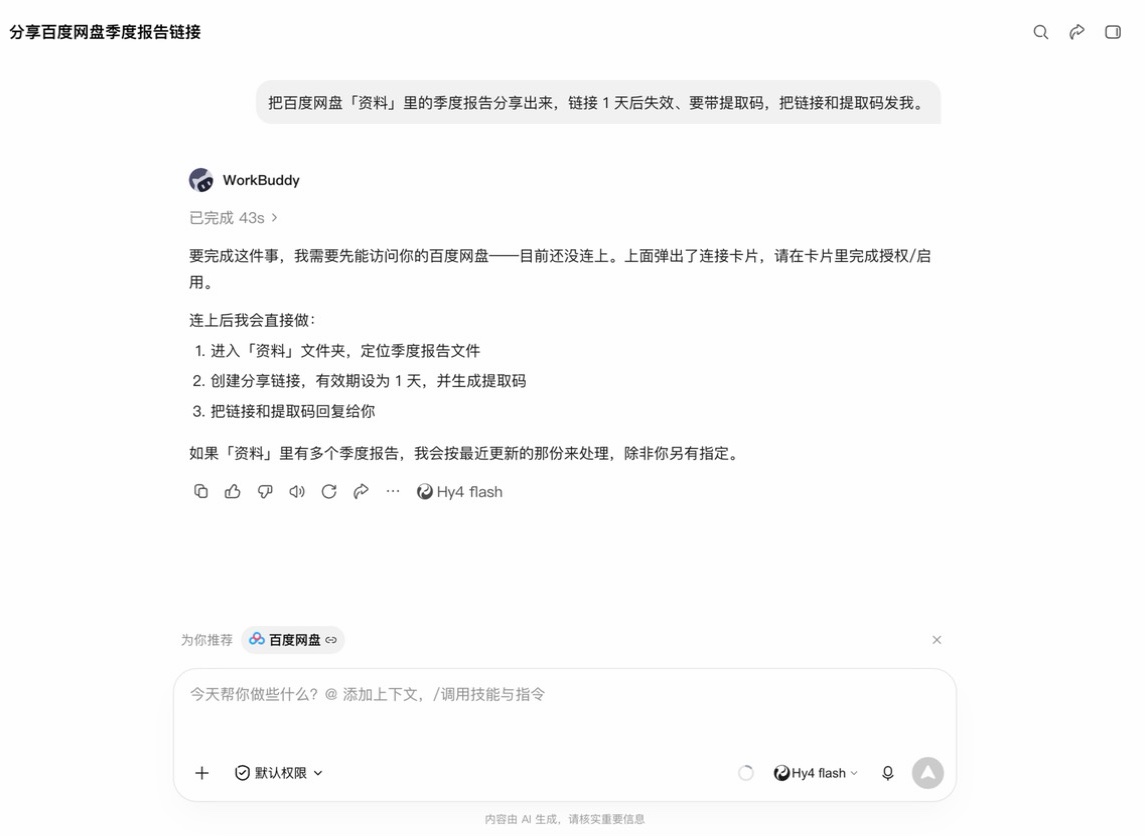 分享百度网盘季度报告链接
把百度网盘「资料」里的季度报告分享出来，链接 1 天后失效、要带提取码，把链接和提取码发我。
WorkBuddy
已完成 43s
要完成这件事，我需要先能访问你的百度网盘——目前还没连上。上面弹出了连接卡片，请在卡片里完成授权/启
用。
连上后我会直接做：
1. 进入「资料」文件夹，定位季度报告文件
2. 创建分享链接，有效期设为 1 天，并生成提取码
3. 把链接和提取码回复给你
如果「资料」里有多个季度报告，我会按最近更新的那份来处理，除非你另有指定。
Hy4 flash
为你推荐 百度网盘
今天帮你做些什么？@ 添加上下文，/调用技能与指令
默认权限 Hy4 flash
内容由 AI 生成，请核实重要信息